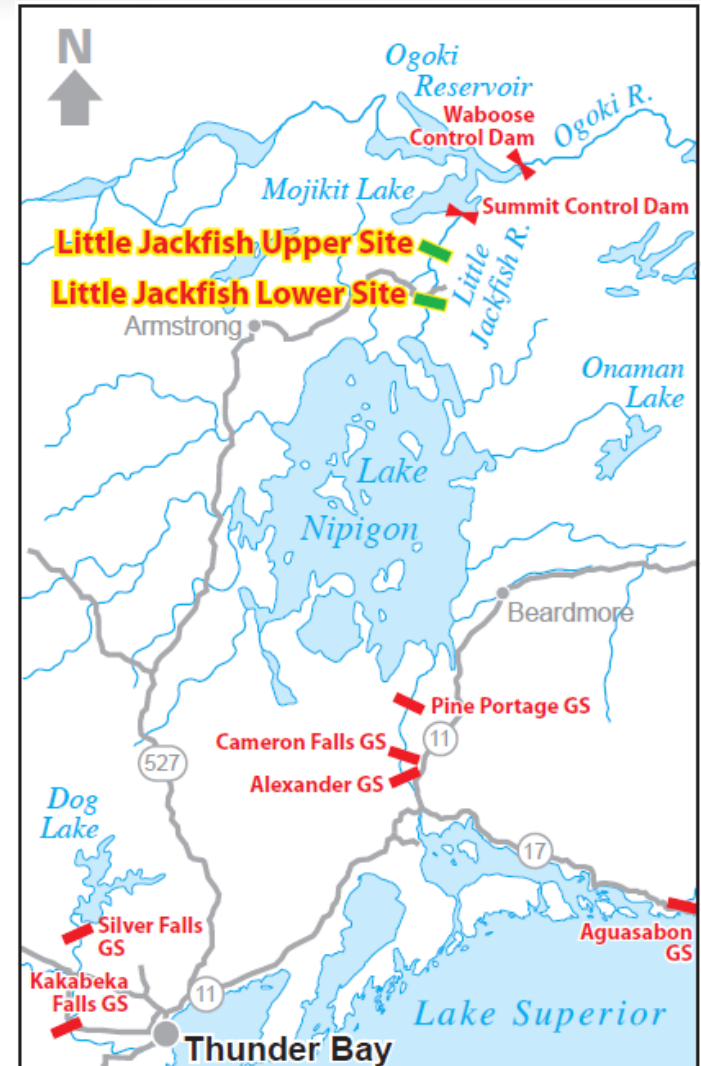 N
Ogoki
Reservoir
Waboose
Control Dam
Ogoki R.
Mojikit Lake
Summit Control Dam
Little Jackfish Upper Site
Little
Jackfish R.
Little Jackfish Lower Site
Armstrong
Onaman
Lake
Lake
Nipigon
Beardmore
Pine Portage GS
Cameron Falls GS
11
527
Alexander GS
Dog
Lake
17
Silver Falls
GS
Aguasabon
GS
Kakabeka
Falls GS
11
Lake Superior
Thunder Bay